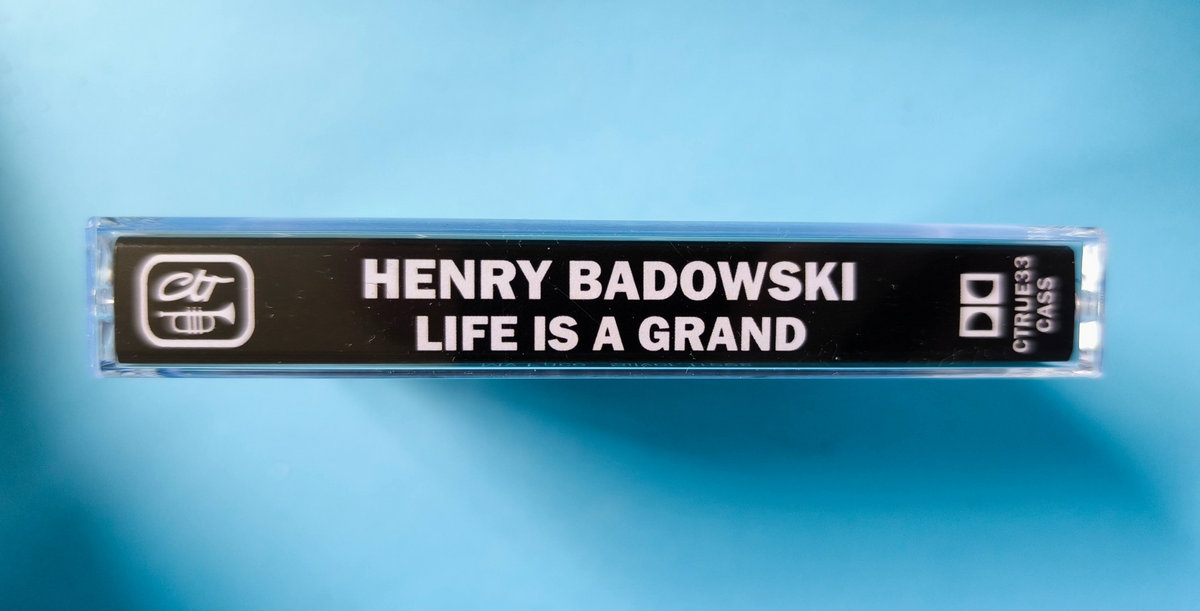 Ctr
HENRY BADOWSKI
LIFE IS A GRAND
CTRUE33
CASS